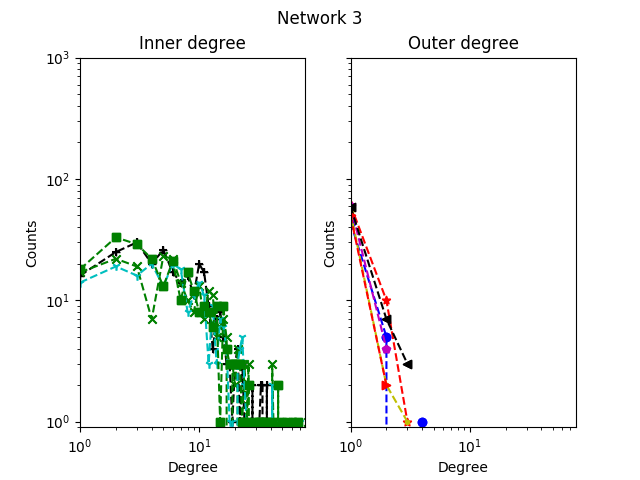 Network 3
Inner degree
Outer degree
10³
10²
10¹
10⁰
Counts
Counts
10⁰
10¹
10⁰
10¹
Degree
Degree